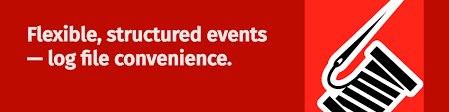 Flexible, structured events
— log file convenience.